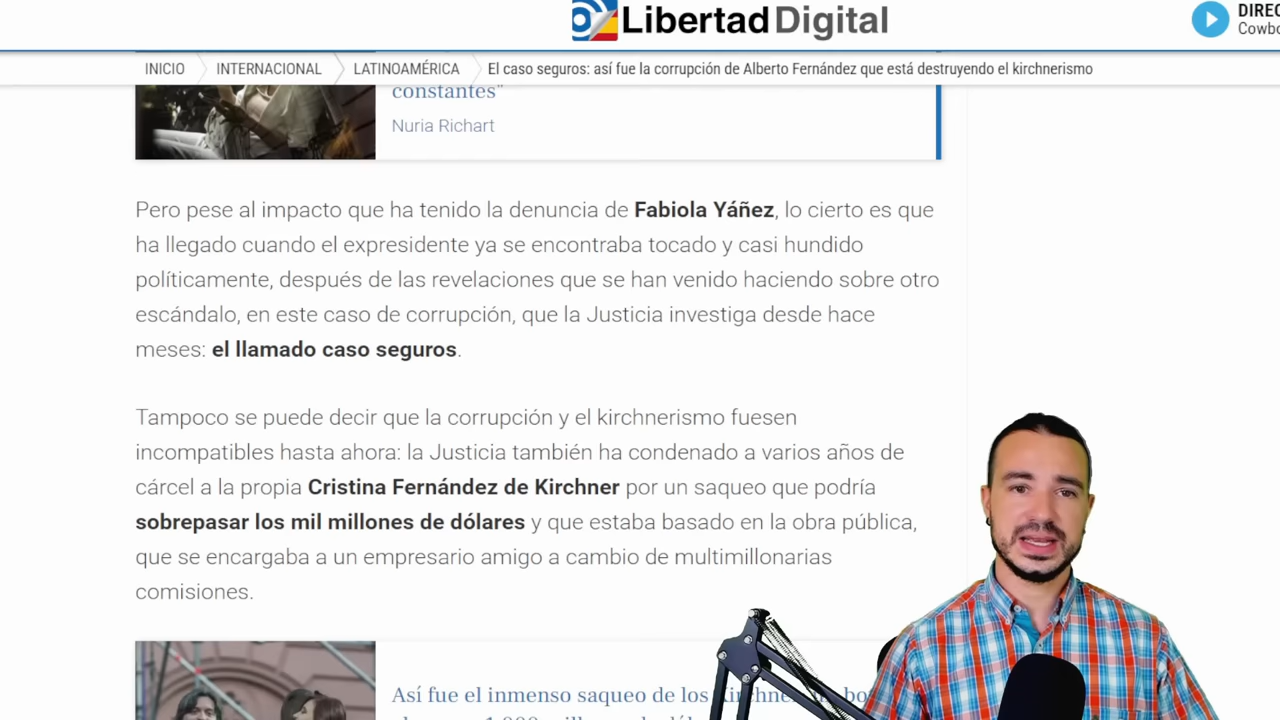 Libertad Digital
DIREC
Cowbo
INICIO
INTERNACIONAL
LATINOAMÉRICA
El caso seguros: así fue la corrupción de Alberto Fernández que está destruyendo el kirchnerismo
constantes"
Nuria Richart
Pero pese al impacto que ha tenido la denuncia de Fabiola Yáñez, lo cierto es que
ha llegado cuando el expresidente ya se encontraba tocado y casi hundido
políticamente, después de las revelaciones que se han venido haciendo sobre otro
escándalo, en este caso de corrupción, que la Justicia investiga desde hace
meses: el llamado caso seguros.
Tampoco se puede decir que la corrupción y el kirchnerismo fuesen
incompatibles hasta ahora: la Justicia también ha condenado a varios años de
cárcel a la propia Cristina Fernández de Kirchner por un saqueo que podría
sobrepasar los mil millones de dólares y que estaba basado en la obra pública,
que se encargaba a un empresario amigo a cambio de multimillonarias
comisiones.
Así fue el inmenso saqueo de los Kirchner